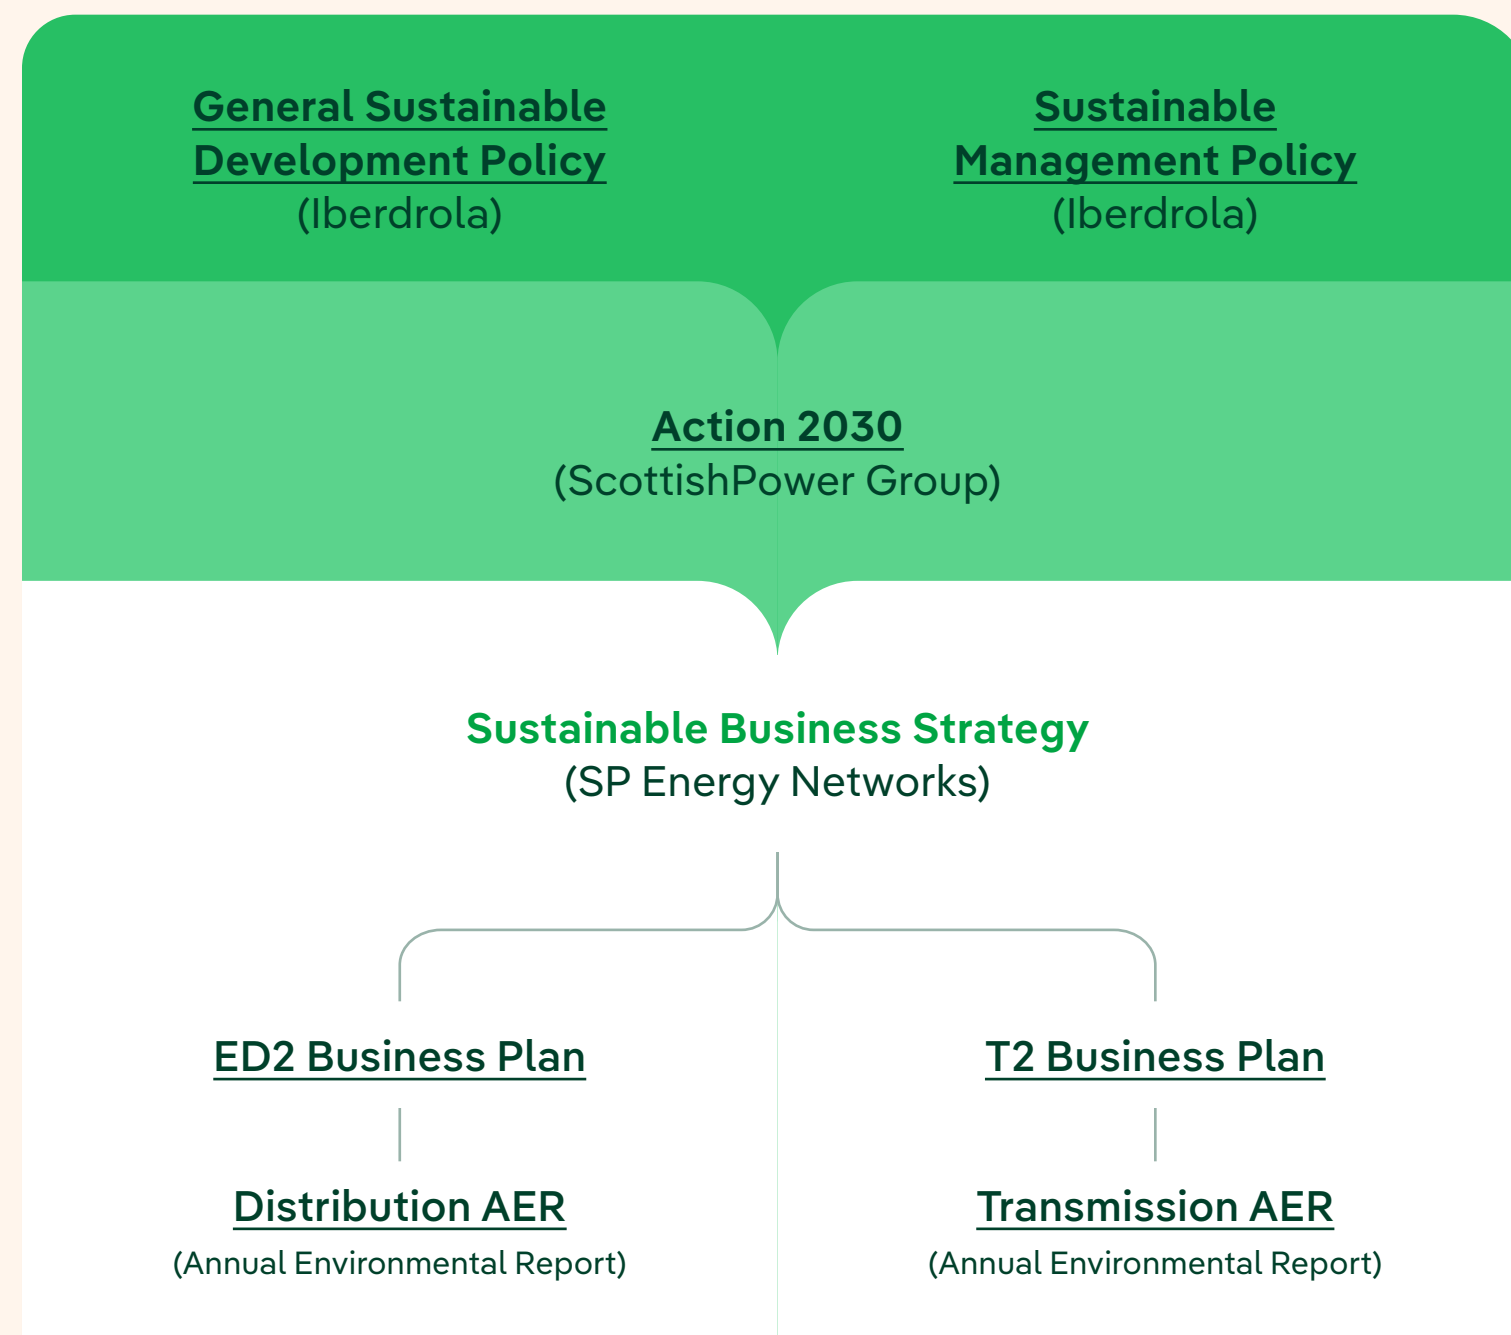 General Sustainable
Development Policy
(Iberdrola)
Sustainable
Management Policy
(Iberdrola)
Action 2030
(ScottishPower Group)
Sustainable Business Strategy
(SP Energy Networks)
ED2 Business Plan
T2 Business Plan
Distribution AER
(Annual Environmental Report)
Transmission AER
(Annual Environmental Report)